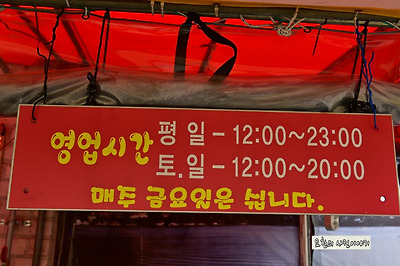 영업시간
평 일 - 12:00~23:00
토.일 - 12:00~20:00
매주 금요일은 쉽니다.